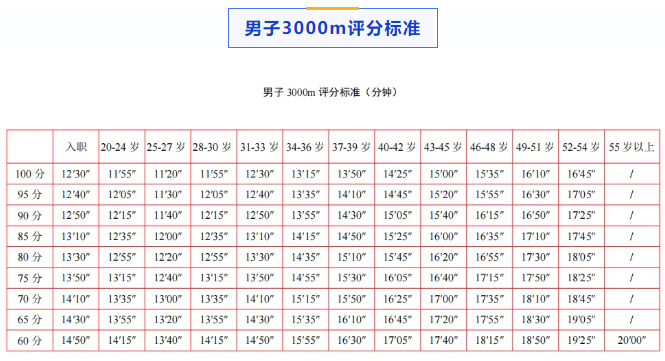 男子3000m评分标准
男子 3000m 评分标准（分钟）
入职 20-24 岁 25-27 岁 28-30 岁 31-33 岁 34-36 岁 37-39 岁 40-42 岁 43-45 岁 46-48 岁 49-51 岁 52-54 岁 55 岁以上
100 分 12′30″ 11′55″ 11′20″ 11′55″ 12′30″ 13′15″ 13′50″ 14′25″ 15′00″ 15′35″ 16′10″ 16′45″ /
95 分 12′40″ 12′05″ 11′30″ 12′05″ 12′40″ 13′35″ 14′10″ 14′45″ 15′20″ 15′55″ 16′30″ 17′05″ /
90 分 12′50″ 12′15″ 11′40″ 12′15″ 12′50″ 13′55″ 14′30″ 15′05″ 15′40″ 16′15″ 16′50″ 17′25″ /
85 分 13′10″ 12′35″ 12′00″ 12′35″ 13′10″ 14′15″ 14′50″ 15′25″ 16′00″ 16′35″ 17′10″ 17′45″ /
80 分 13′30″ 12′55″ 12′20″ 12′55″ 13′30″ 14′35″ 15′10″ 15′45″ 16′20″ 16′55″ 17′30″ 18′05″ /
75 分 13′50″ 13′15″ 12′40″ 13′15″ 13′50″ 14′55″ 15′30″ 16′05″ 16′40″ 17′15″ 17′50″ 18′25″ /
70 分 14′10″ 13′35″ 13′00″ 13′35″ 14′10″ 15′15″ 15′50″ 16′25″ 17′00″ 17′35″ 18′10″ 18′45″ /
65 分 14′30″ 13′55″ 13′20″ 13′55″ 14′30″ 15′35″ 16′10″ 16′45″ 17′20″ 17′55″ 18′30″ 19′05″ /
60 分 14′50″ 14′15″ 13′40″ 14′15″ 14′50″ 15′55″ 16′30″ 17′05″ 17′40″ 18′15″ 18′50″ 19′25″ 20′00″